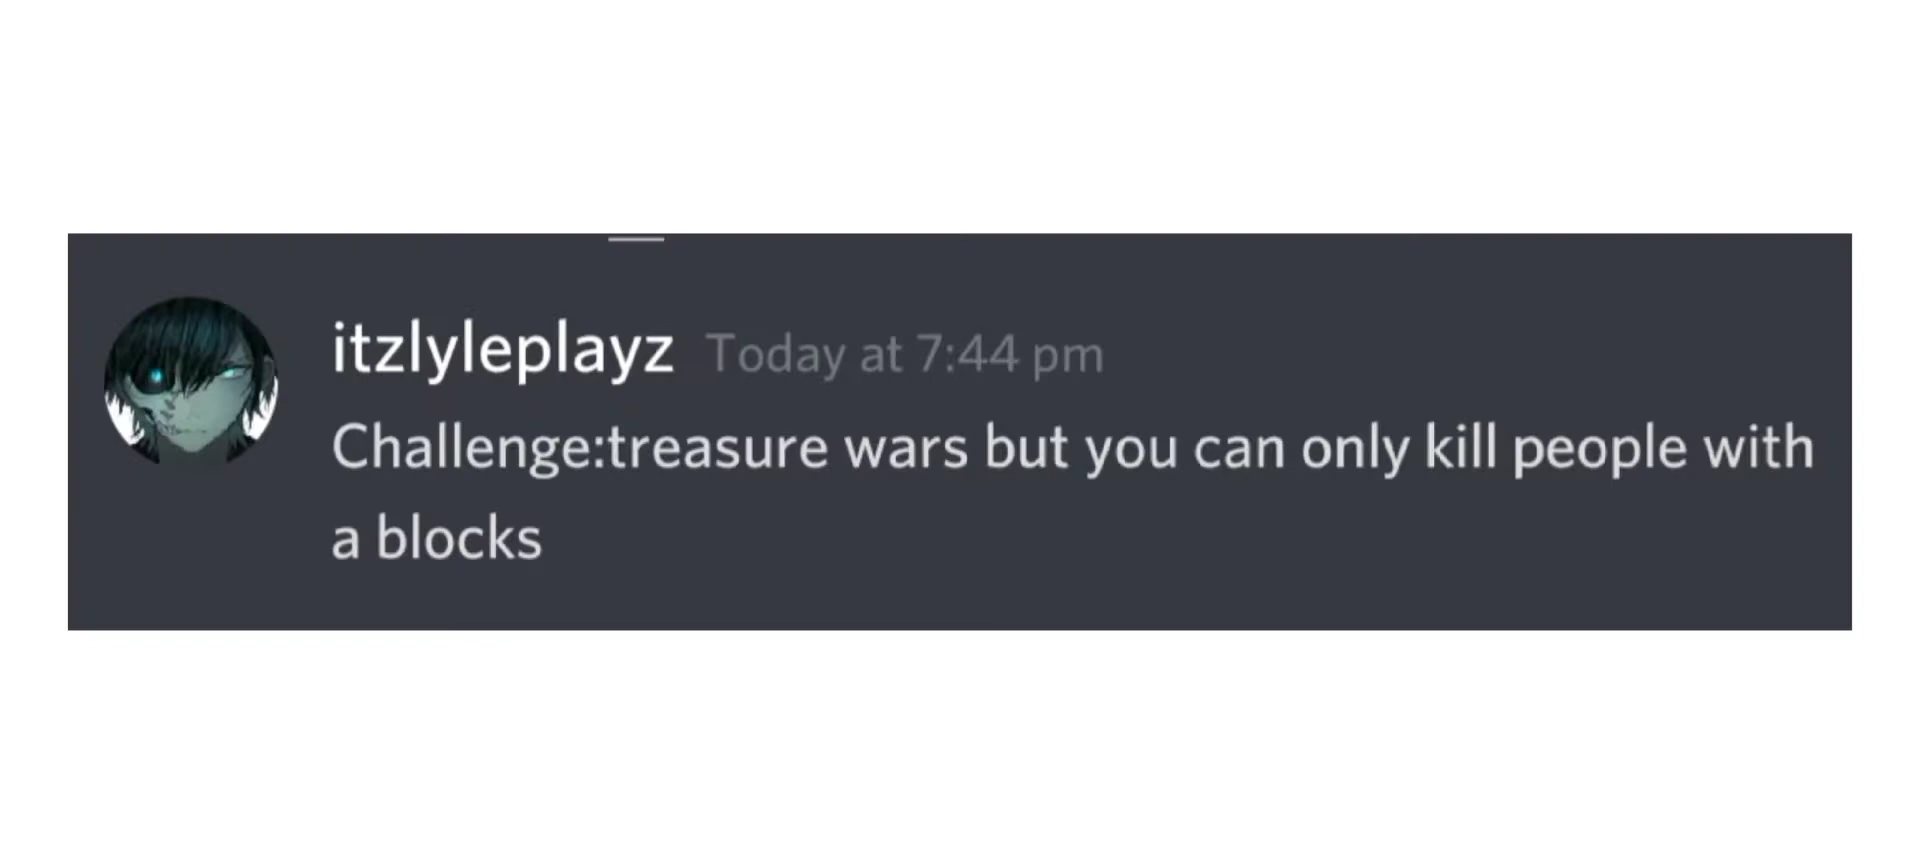 itzlyleplayz Today at 7:44 pm
Challenge:treasure wars but you can only kill people with
a blocks